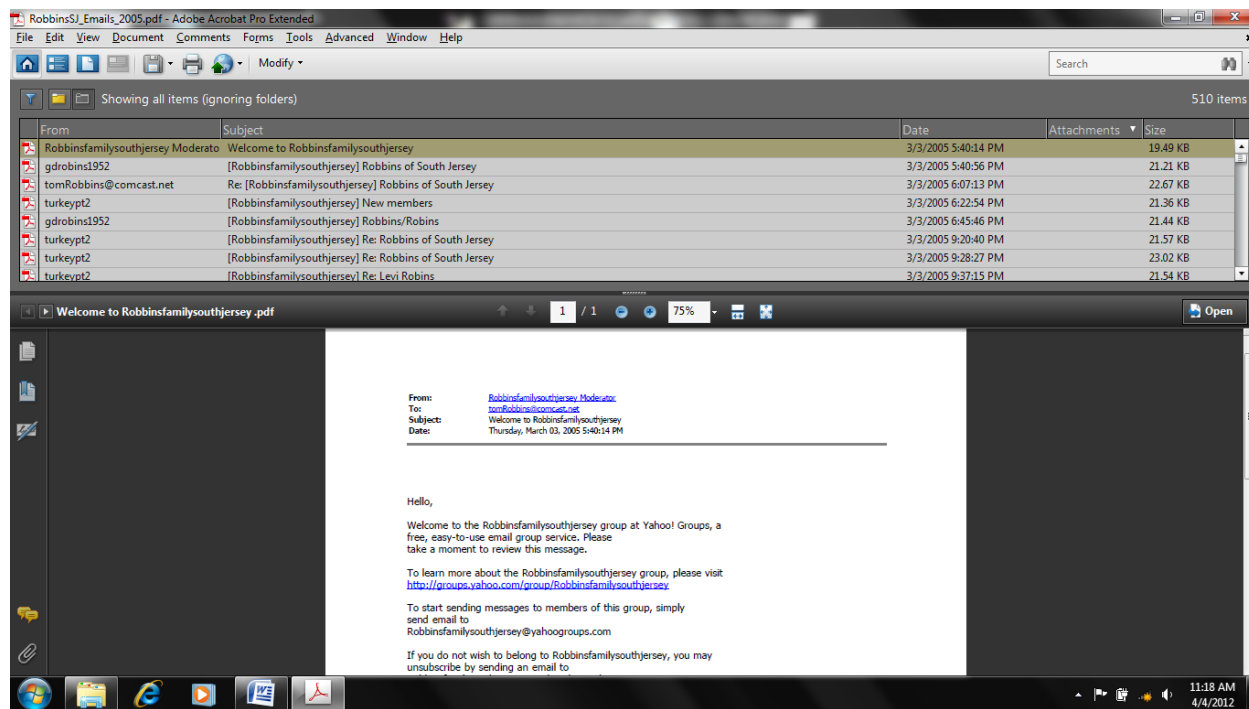 RobbinsSJ_Emails_2005.pdf - Adobe Acrobat Pro Extended
File Edit View Document Comments Forms Tools Advanced Window Help
Modify Search
Showing all items (ignoring folders) 510 items
From Subject Date Attachments Size
Robbinsfamilysouthjersey Moderato Welcome to Robbinsfamilysouthjersey 3/3/2005 5:40:14 PM 19.49 KB
gdrobins1952 [Robbinsfamilysouthjersey] Robbins of South Jersey 3/3/2005 5:40:56 PM 21.21 KB
tomRobbins@comcast.net Re: [Robbinsfamilysouthjersey] Robbins of South Jersey 3/3/2005 6:07:13 PM 22.67 KB
turkeypt2 [Robbinsfamilysouthjersey] New members 3/3/2005 6:22:54 PM 21.36 KB
gdrobins1952 [Robbinsfamilysouthjersey] Robbins/Robins 3/3/2005 6:45:46 PM 21.44 KB
turkeypt2 [Robbinsfamilysouthjersey] Re: Robbins of South Jersey 3/3/2005 9:20:40 PM 21.57 KB
turkeypt2 [Robbinsfamilysouthjersey] Re: Robbins of South Jersey 3/3/2005 9:28:27 PM 23.02 KB
turkeypt2 [Robbinsfamilysouthjersey] Re: Levi Robins 3/3/2005 9:37:15 PM 21.54 KB
Welcome to Robbinsfamilysouthjersey .pdf 1 / 1 75% Open
From: Robbinsfamilysouthjersey Moderator
To: tomRobbins@comcast.net
Subject: Welcome to Robbinsfamilysouthjersey
Date: Thursday, March 03, 2005 5:40:14 PM
Hello,
Welcome to the Robbinsfamilysouthjersey group at Yahoo! Groups, a
free, easy-to-use email group service. Please
take a moment to review this message.
To learn more about the Robbinsfamilysouthjersey group, please visit
http://groups.yahoo.com/group/Robbinsfamilysouthjersey
To start sending messages to members of this group, simply
send email to
Robbinsfamilysouthjersey@yahoogroups.com
If you do not wish to belong to Robbinsfamilysouthjersey, you may
unsubscribe by sending an email to
11:18 AM
4/4/2012